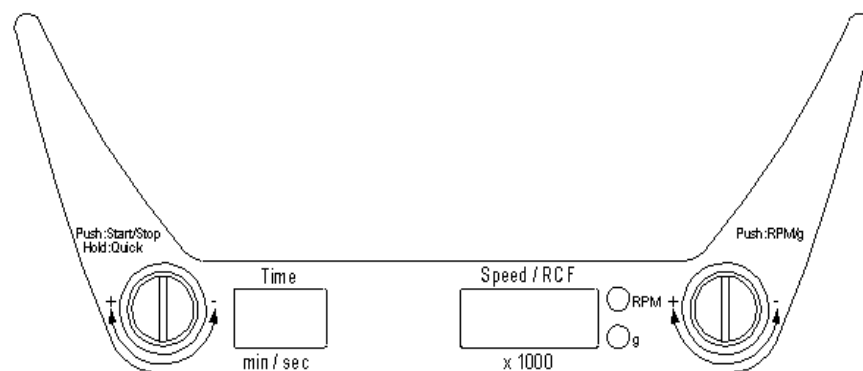 Push:Start/Stop
Hold:Quick
Push:RPM/g
Time
Speed / RCF
+
-
RPM
+
-
g
min / sec
x 1000